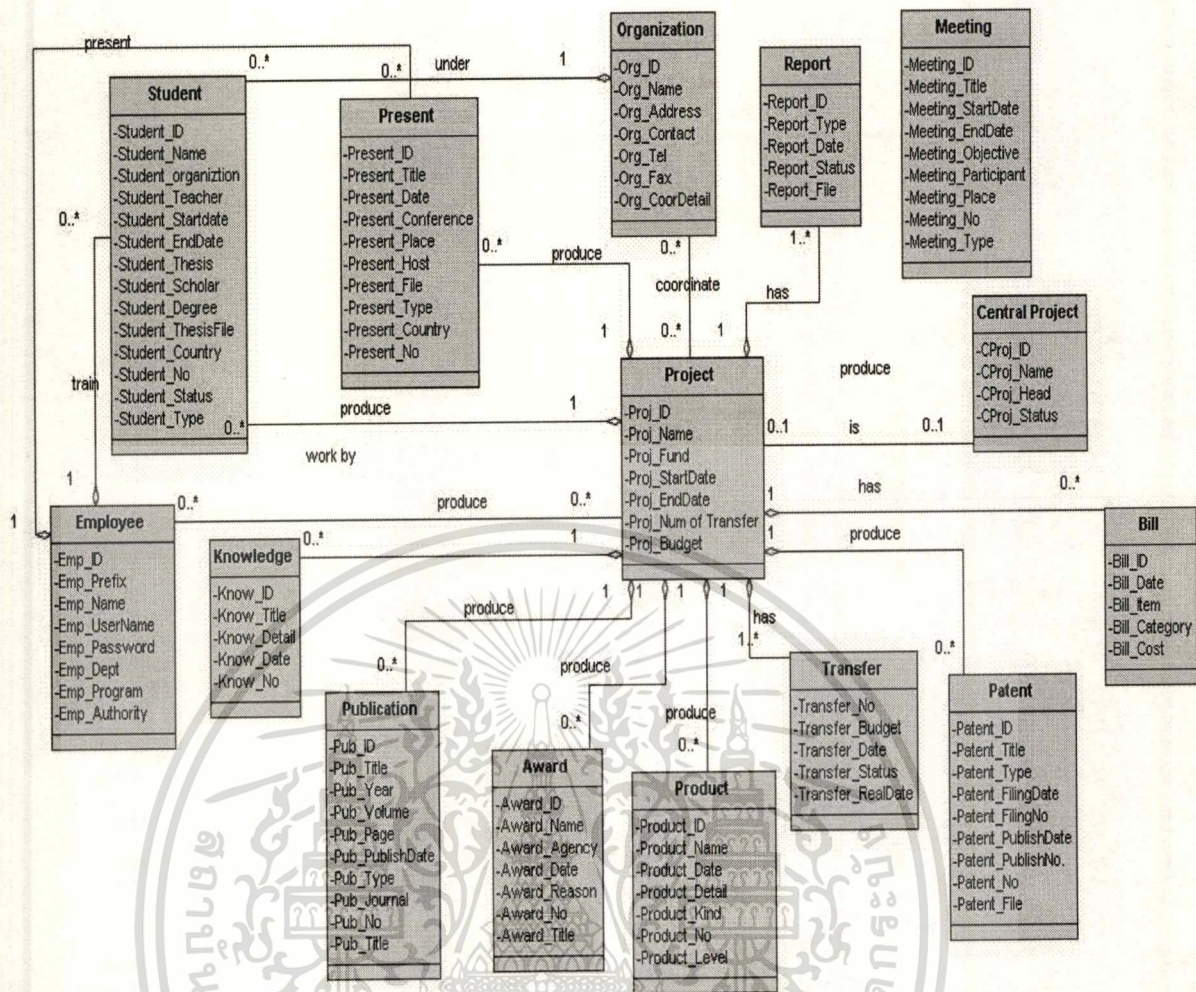 present
0..*
0..*
under
1
Student
-Student_ID
-Student_Name
-Student_organiztion
-Student_Teacher
-Student_Startdate
-Student_EndDate
-Student_Thesis
-Student_Scholar
-Student_Degree
-Student_ThesisFile
-Student_Country
-Student_No
-Student_Status
-Student_Type
Present
-Present_ID
-Present_Title
-Present_Date
-Present_Conference
-Present_Place
-Present_Host
-Present_File
-Present_Type
-Present_Country
-Present_No
Organization
-Org_ID
-Org_Name
-Org_Address
-Org_Contact
-Org_Tel
-Org_Fax
-Org_CoorDetail
Report
-Report_ID
-Report_Type
-Report_Date
-Report_Status
-Report_File
Meeting
-Meeting_ID
-Meeting_Title
-Meeting_StartDate
-Meeting_EndDate
-Meeting_Objective
-Meeting_Participant
-Meeting_Place
-Meeting_No
-Meeting_Type
0..*
0..*
produce
0..*
coordinate
1..*
has
1
0..*
1
Central Project
-CProj_ID
-CProj_Name
-CProj_Head
-CProj_Status
Project
-Proj_ID
-Proj_Name
-Proj_Fund
-Proj_StartDate
-Proj_EndDate
-Proj_Num of Transfer
-Proj_Budget
produce
0..1
is
0..1
train
0..*
produce
1
work by
1
1
0..*
produce
0..*
1
has
0..*
Employee
-Emp_ID
-Emp_Prefix
-Emp_Name
-Emp_UserName
-Emp_Password
-Emp_Dept
-Emp_Program
-Emp_Authority
Knowledge
-Know_ID
-Know_Title
-Know_Detail
-Know_Date
-Know_No
0..*
1
1
produce
Bill
-Bill_ID
-Bill_Date
-Bill_Item
-Bill_Category
-Bill_Cost
produce
1
1
1
1
has
0..*
produce
0..*
produce
0..*
1..*
0..*
Publication
-Pub_ID
-Pub_Title
-Pub_Year
-Pub_Volume
-Pub_Page
-Pub_PublishDate
-Pub_Type
-Pub_Journal
-Pub_No
-Pub_Title
Award
-Award_ID
-Award_Name
-Award_Agency
-Award_Date
-Award_Reason
-Award_No
-Award_Title
Product
-Product_ID
-Product_Name
-Product_Date
-Product_Detail
-Product_Kind
-Product_No
-Product_Level
Transfer
-Transfer_No
-Transfer_Budget
-Transfer_Date
-Transfer_Status
-Transfer_RealDate
Patent
-Patent_ID
-Patent_Title
-Patent_Type
-Patent_FilingDate
-Patent_FilingNo
-Patent_PublishDate
-Patent_PublishNo.
-Patent_No
-Patent_File